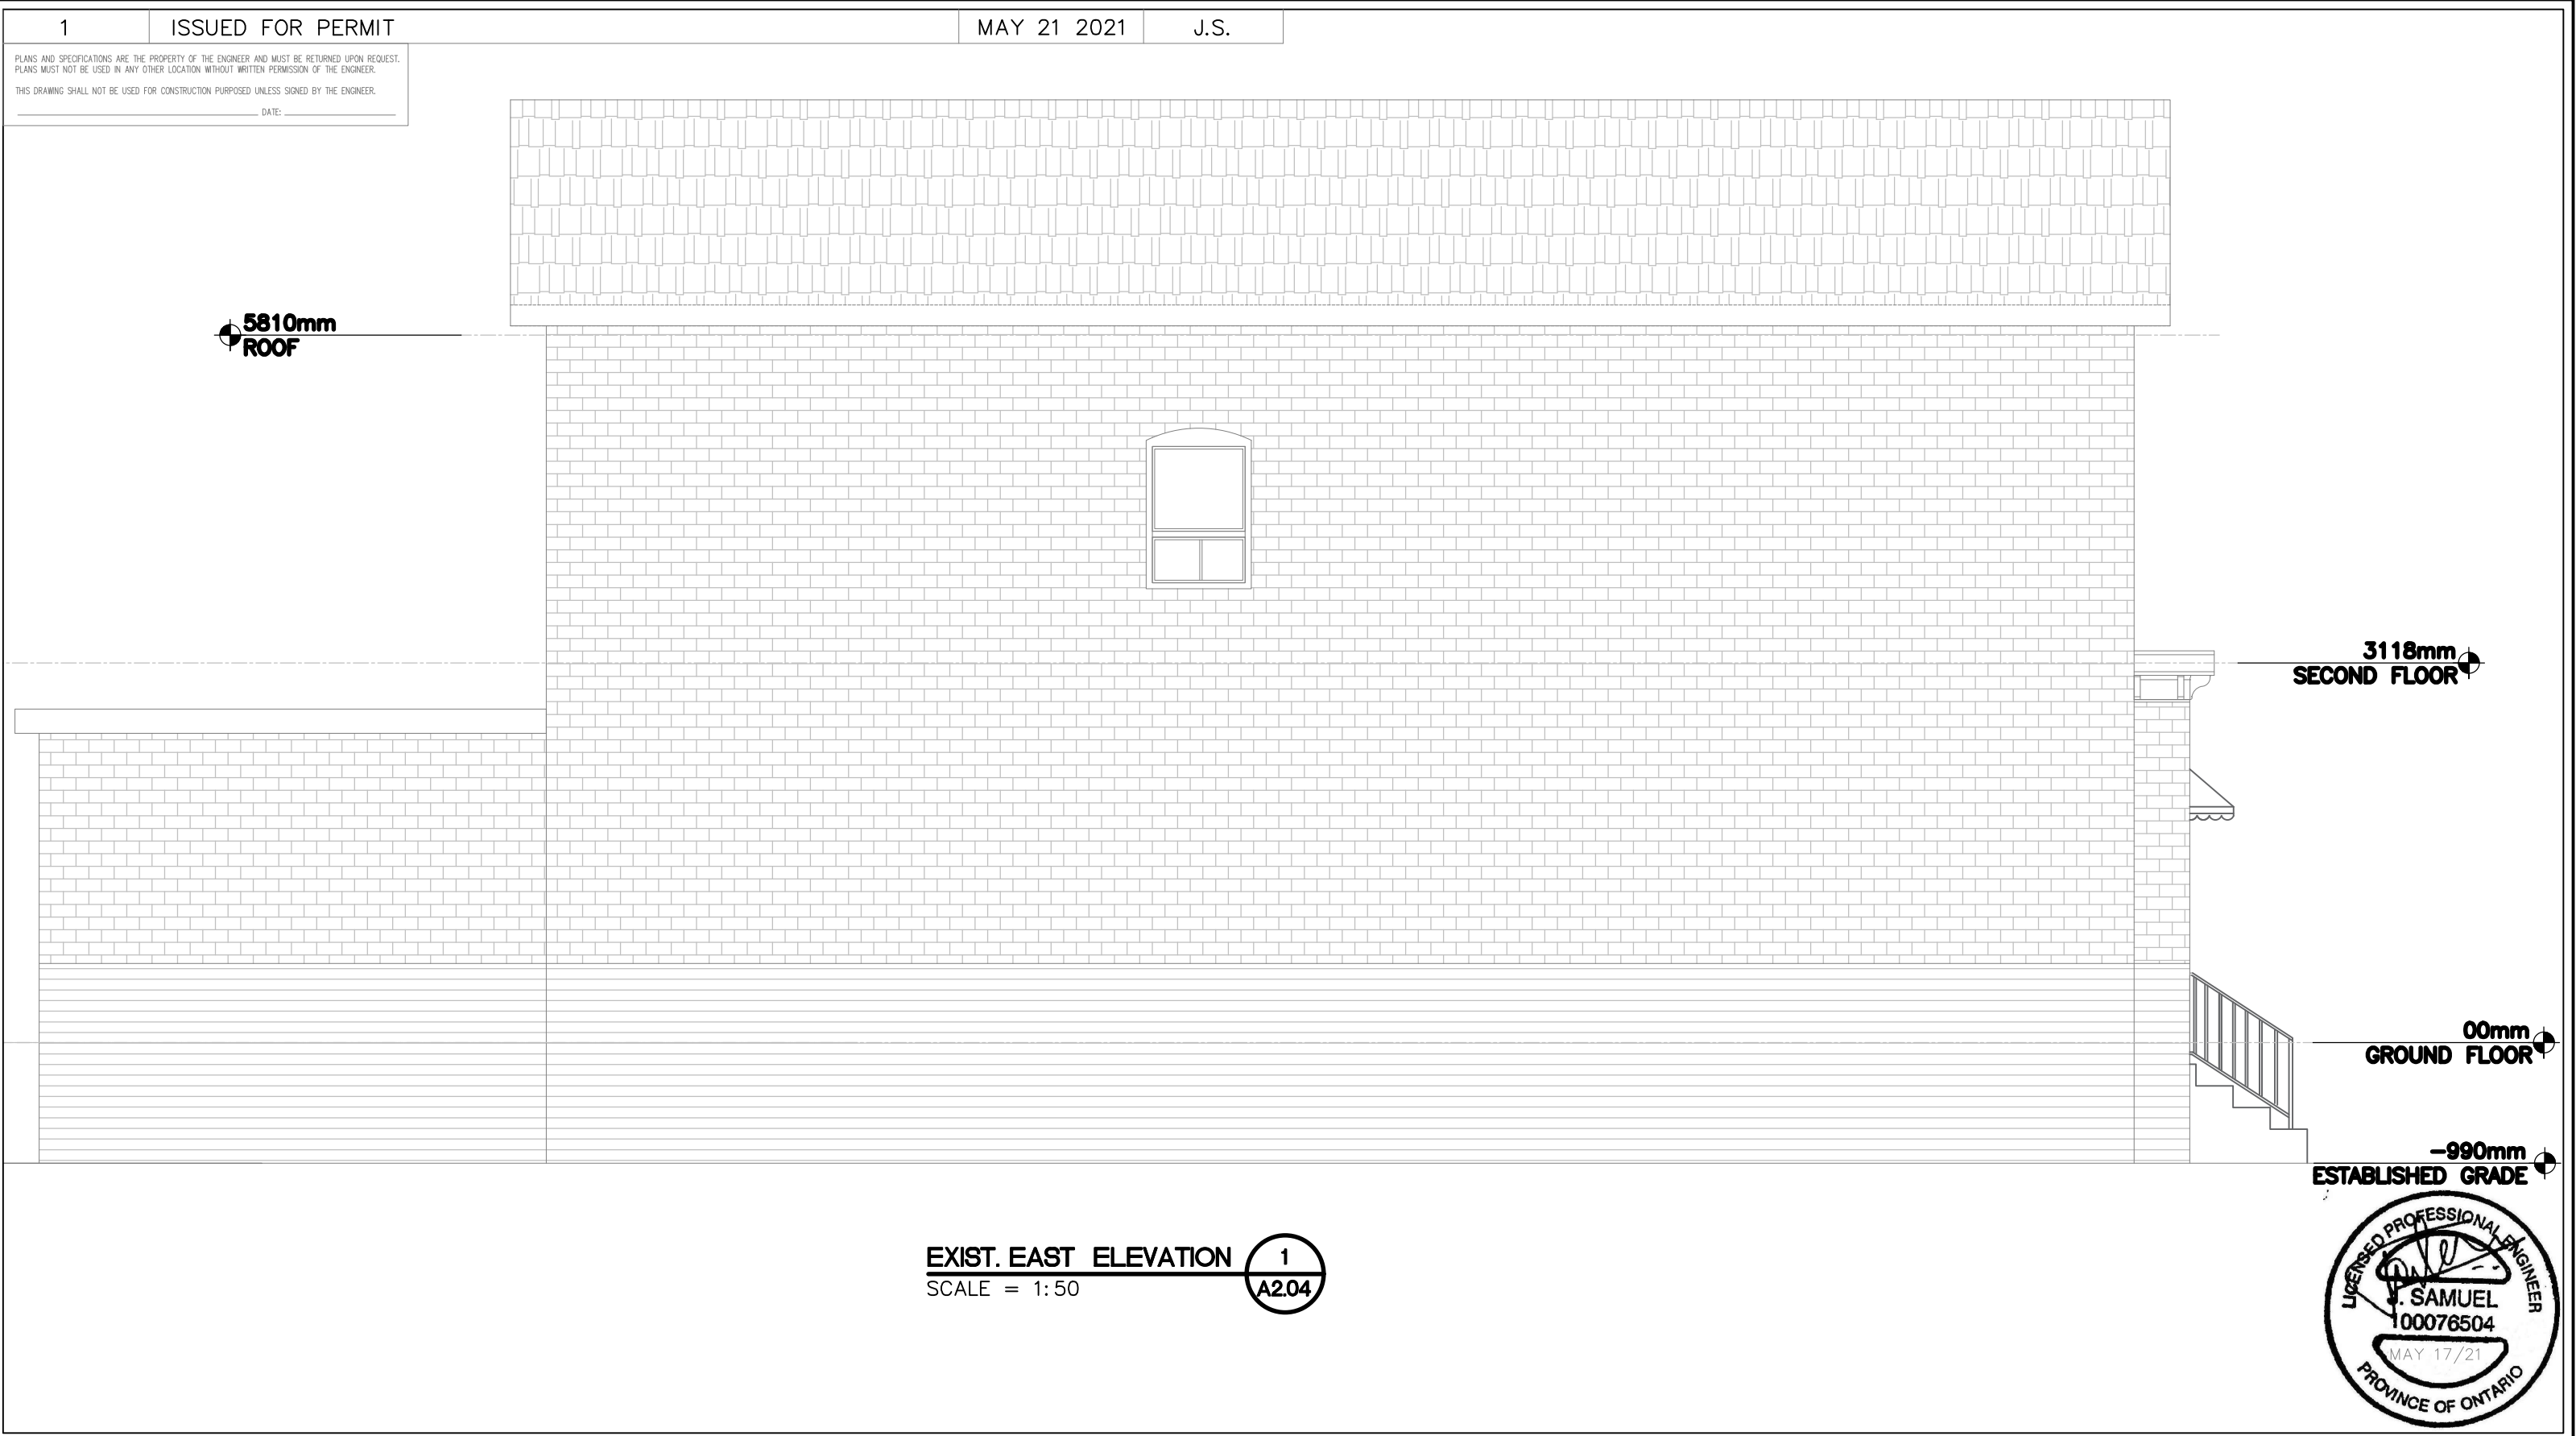 1 ISSUED FOR PERMIT MAY 21 2021 J.S.
PLANS AND SPECIFICATIONS ARE THE PROPERTY OF THE ENGINEER AND MUST BE RETURNED UPON REQUEST.
PLANS MUST NOT BE USED IN ANY OTHER LOCATION WITHOUT WRITTEN PERMISSION OF THE ENGINEER.
THIS DRAWING SHALL NOT BE USED FOR CONSTRUCTION PURPOSED UNLESS SIGNED BY THE ENGINEER.
DATE:
5810mm
ROOF
3118mm
SECOND FLOOR
00mm
GROUND FLOOR
-990mm
ESTABLISHED GRADE
EXIST. EAST ELEVATION
SCALE = 1:50
1
A2.04
LICENSED PROFESSIONAL ENGINEER
SAMUEL
100076504
MAY 17/21
PROVINCE OF ONTARIO